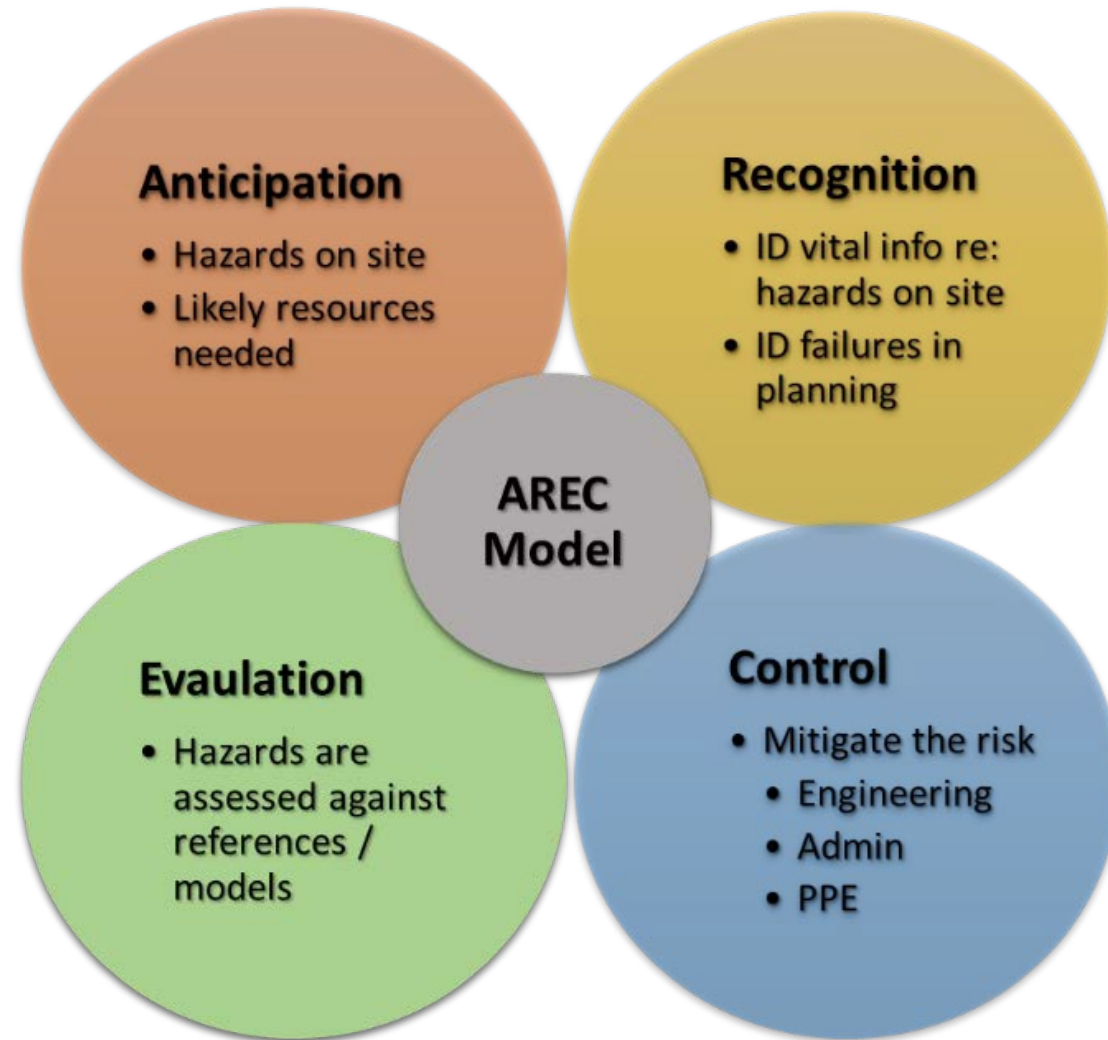 Anticipation
• Hazards on site
• Likely resources
needed
Recognition
• ID vital info re:
hazards on site
• ID failures in
planning
AREC
Model
Evaulation
• Hazards are
assessed against
references /
models
Control
• Mitigate the risk
• Engineering
• Admin
• PPE